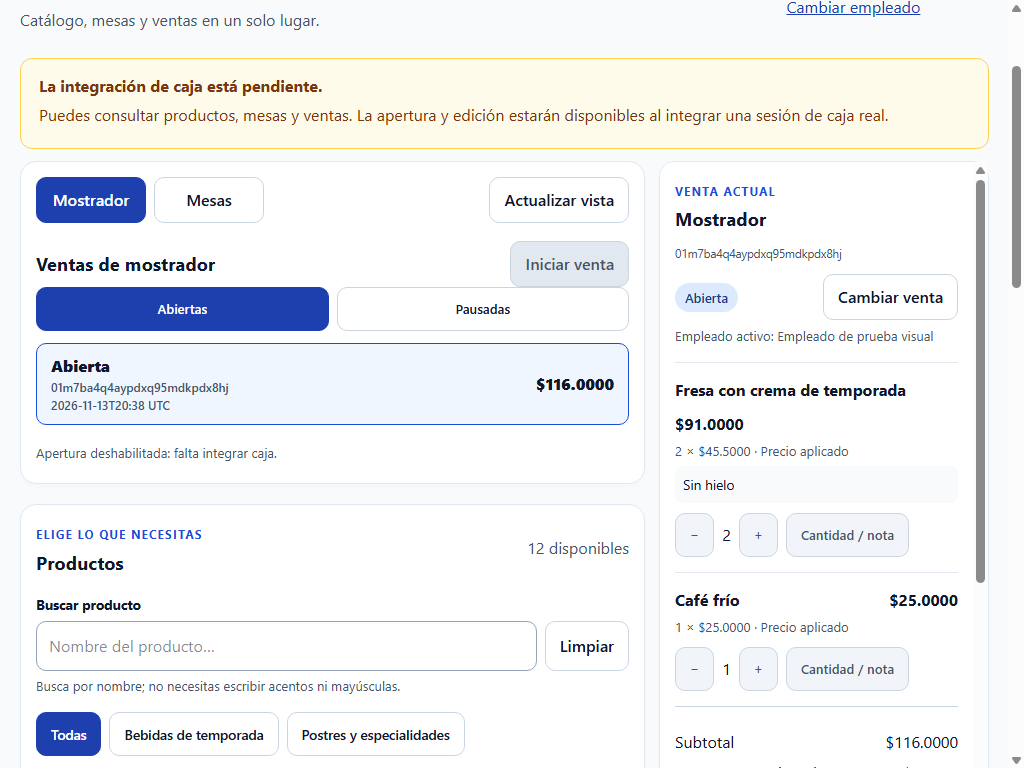 Catálogo, mesas y ventas en un solo lugar.
Cambiar empleado
La integración de caja está pendiente.
Puedes consultar productos, mesas y ventas. La apertura y edición estarán disponibles al integrar una sesión de caja real.
Mostrador
Mesas
Actualizar vista
Ventas de mostrador
Iniciar venta
Abiertas
Pausadas
Abierta
01m7ba4q4aypdxq95mdkpdx8hj
2026-11-13T20:38 UTC
$116.0000
Apertura deshabilitada: falta integrar caja.
ELIGE LO QUE NECESITAS
Productos
12 disponibles
Buscar producto
Nombre del producto...
Limpiar
Busca por nombre; no necesitas escribir acentos ni mayúsculas.
Todas
Bebidas de temporada
Postres y especialidades
VENTA ACTUAL
Mostrador
01m7ba4q4aypdxq95mdkpdx8hj
Abierta
Cambiar venta
Empleado activo: Empleado de prueba visual
Fresa con crema de temporada
$91.0000
2 × $45.5000 · Precio aplicado
Sin hielo
− 2 + Cantidad / nota
Café frío $25.0000
1 × $25.0000 · Precio aplicado
− 1 + Cantidad / nota
Subtotal $116.0000